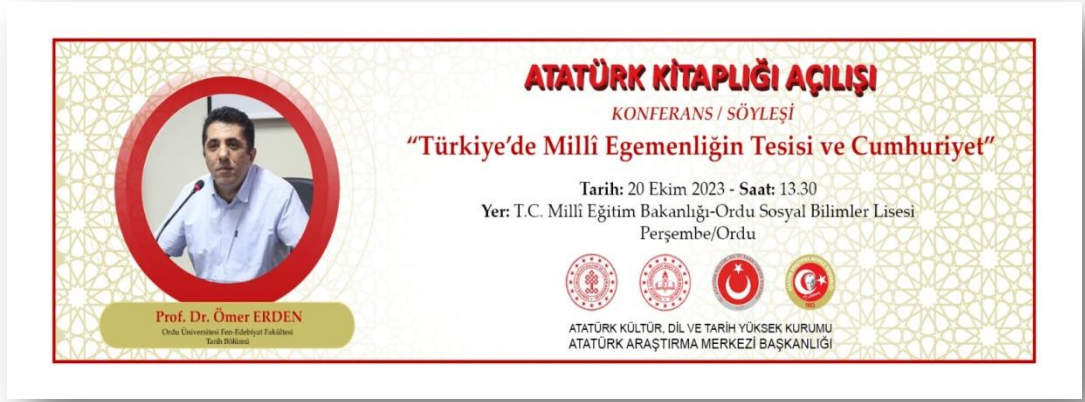 ATATÜRK KİTAPLIĞI AÇILIŞI
KONFERANS / SÖYLEŞİ
“Türkiye’de Millî Egemenliğin Tesisi ve Cumhuriyet”
Tarih: 20 Ekim 2023 - Saat: 13.30
Yer: T.C. Millî Eğitim Bakanlığı-Ordu Sosyal Bilimler Lisesi
Perşembe/Ordu
Prof. Dr. Ömer ERDEN
Ordu Üniversitesi Fen-Edebiyat Fakültesi
Tarih Bölümü
ATATÜRK KÜLTÜR, DİL VE TARİH YÜKSEK KURUMU
ATATÜRK ARAŞTIRMA MERKEZİ BAŞKANLIĞI